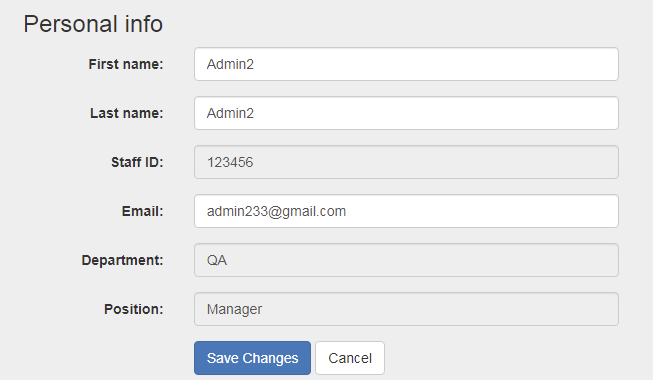 Personal info
First name: Admin2
Last name: Admin2
Staff ID: 123456
Email: admin233@gmail.com
Department: QA
Position: Manager
Save Changes Cancel